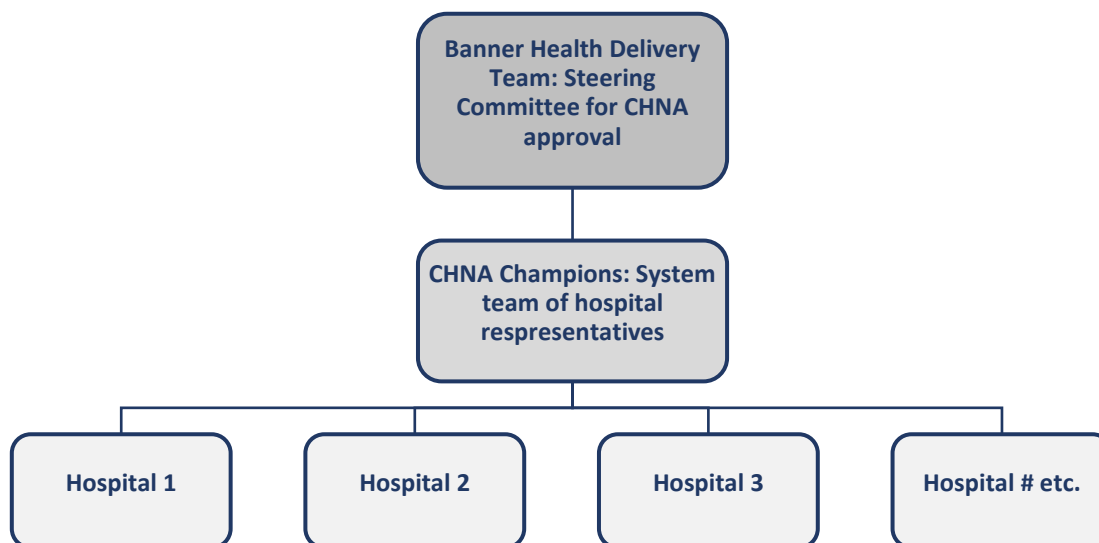 Banner Health Delivery
Team: Steering
Committee for CHNA
approval
CHNA Champions: System
team of hospital
respresentatives
Hospital 1
Hospital 2
Hospital 3
Hospital # etc.